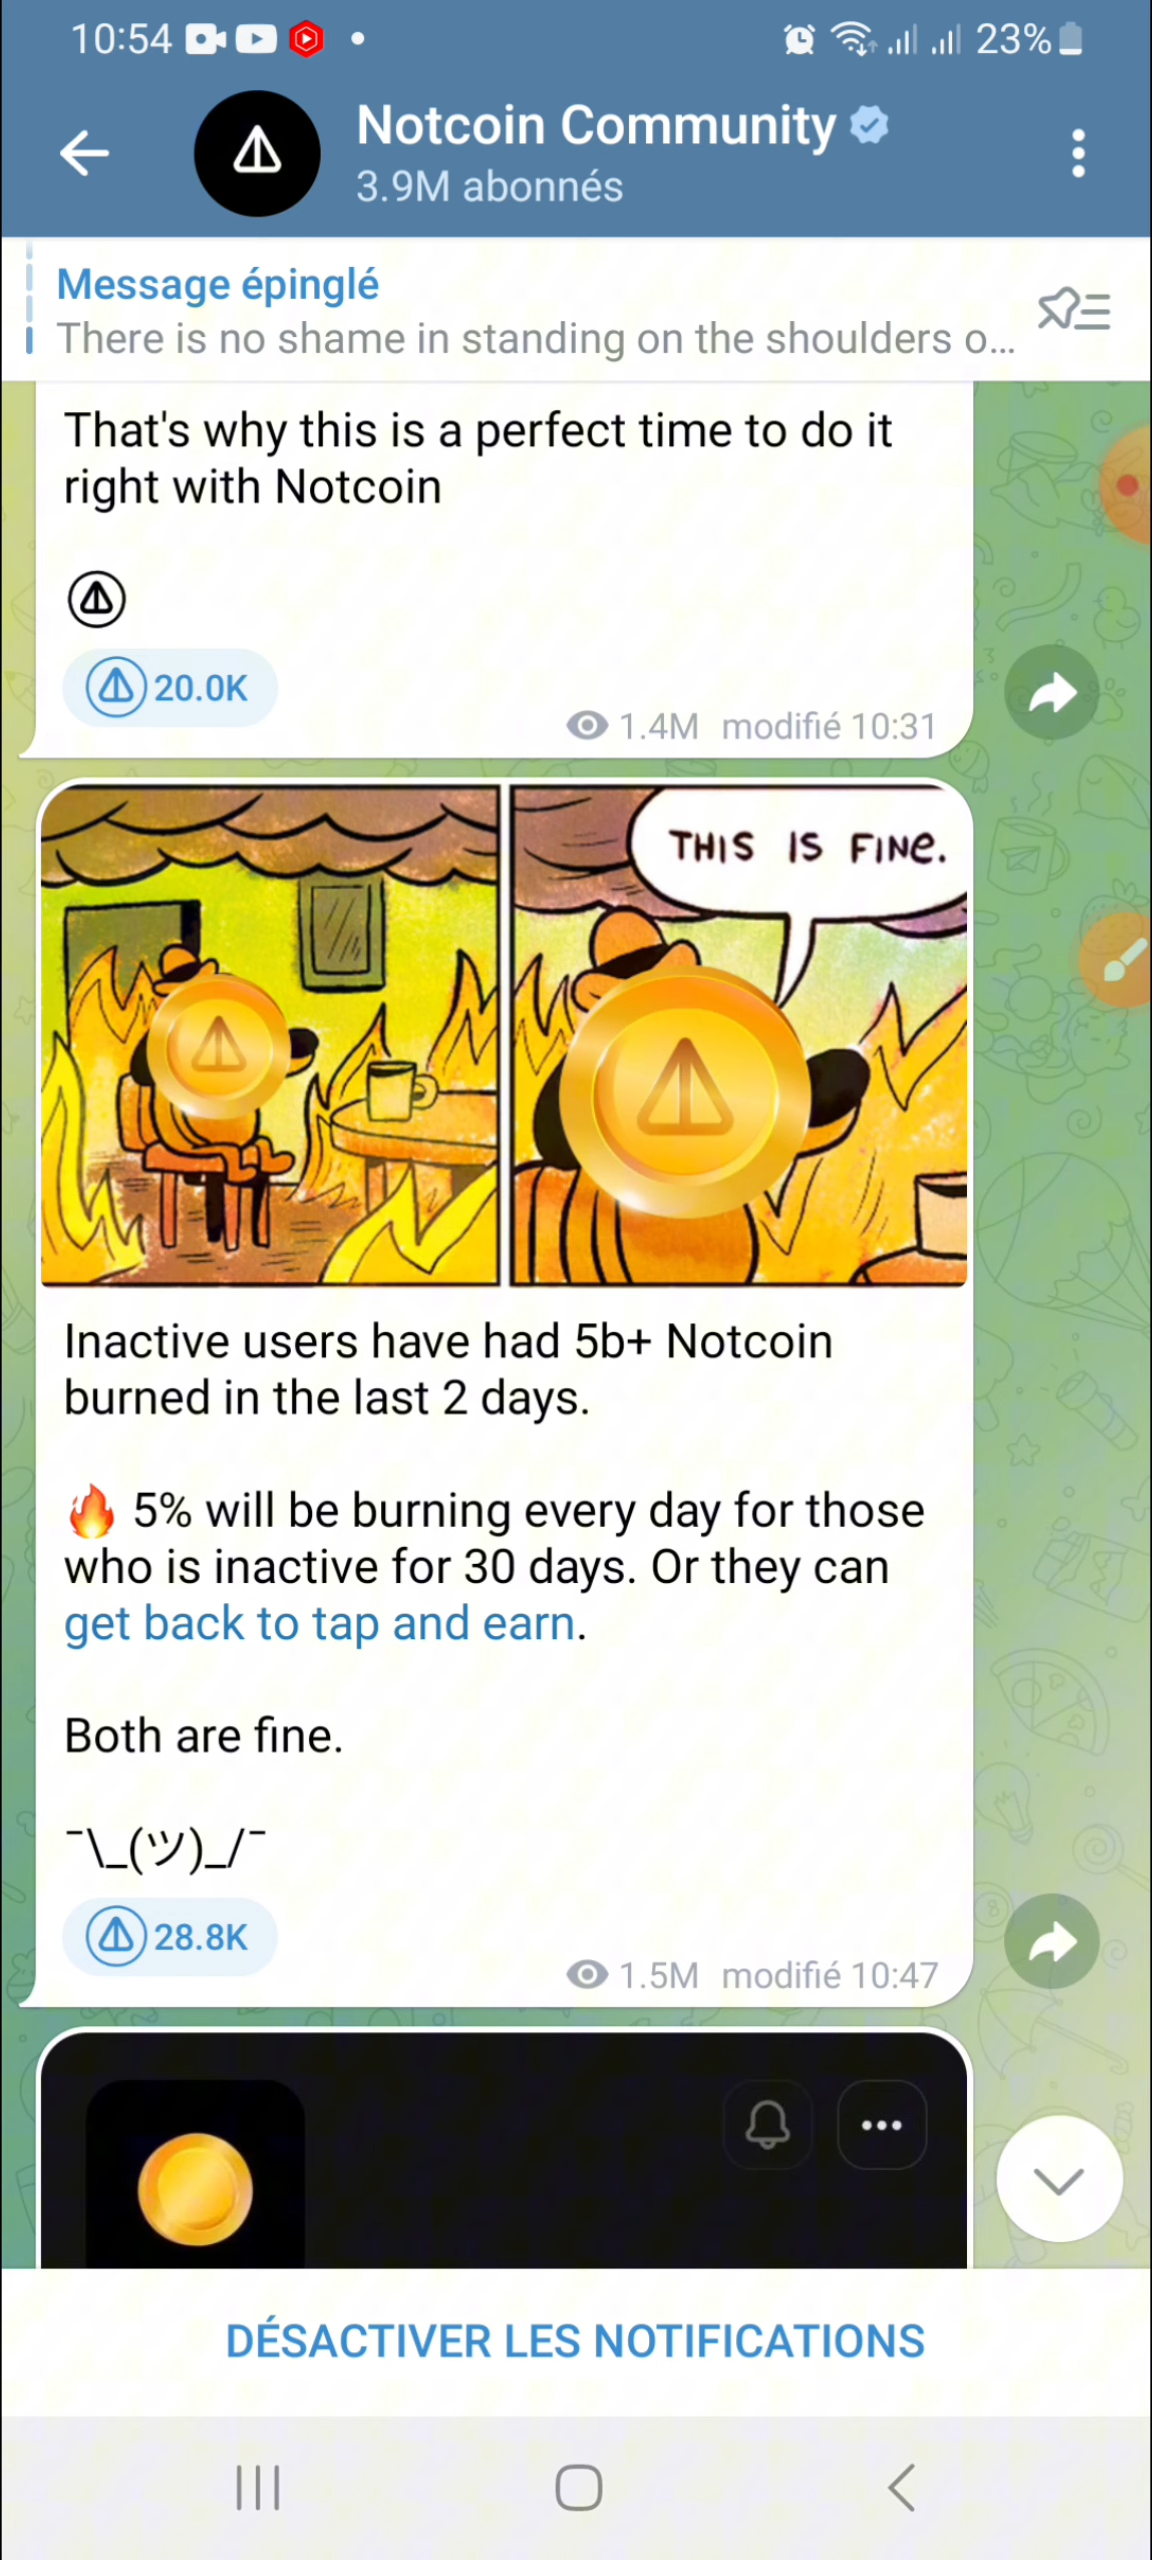 10:54
23%
Notcoin Community
3.9M abonnés
Message épinglé
There is no shame in standing on the shoulders o...
That's why this is a perfect time to do it
right with Notcoin
20.0K
1.4M modifié 10:31
THIS IS FINE.
Inactive users have had 5b+ Notcoin
burned in the last 2 days.
🔥 5% will be burning every day for those
who is inactive for 30 days. Or they can
get back to tap and earn.
Both are fine.
¯\_(ツ)_/¯
28.8K
1.5M modifié 10:47
DÉSACTIVER LES NOTIFICATIONS